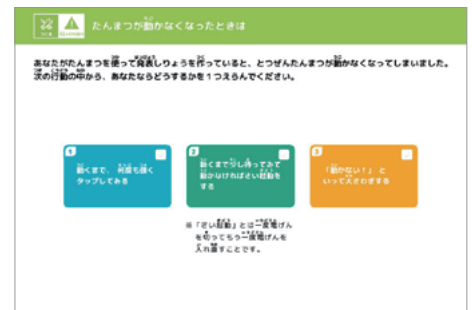 たんまつが動かなくなったときは
あなたがたんまつを使って発表しりょうを作っていると、とつぜんたんまつが動かなくなってしまいました。
次の行動の中から、あなたならどうするかを1つえらんでください。
1
動くまで、何度も強く
タップしてみる
2
動くまで少し待ってみて
動かなければさい起動を
する
3
「動かない！」と
いって大さわぎする
※「さい起動」とは一度電げん
を切ってもう一度電げんを
入れ直すことです。